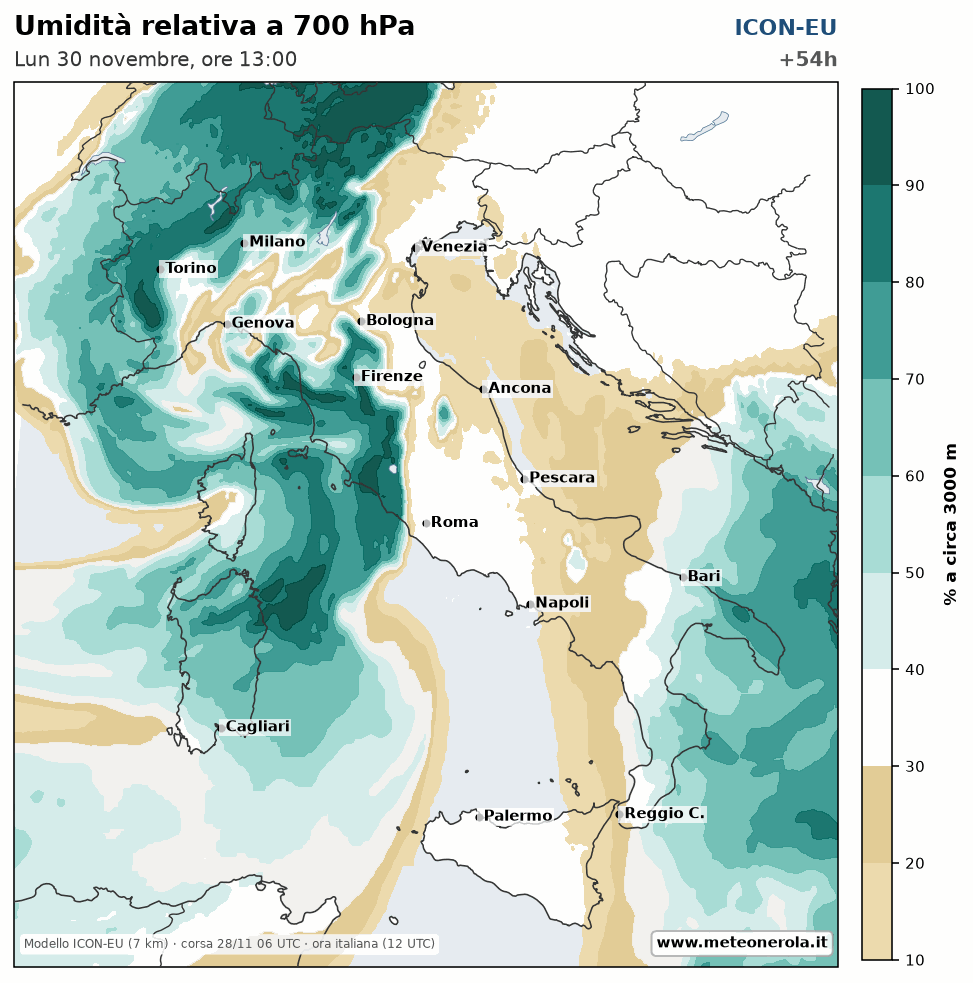 Umidità relativa a 700 hPa
ICON-EU
Lun 30 novembre, ore 13:00
+54h
Milano
Venezia
Torino
Genova
Bologna
Firenze
Ancona
Pescara
Roma
Bari
Napoli
Cagliari
Palermo
Reggio C.
Modello ICON-EU (7 km) · corsa 28/11 06 UTC · ora italiana (12 UTC)
www.meteonerola.it
100
90
80
70
60
50
40
30
20
10
% a circa 3000 m